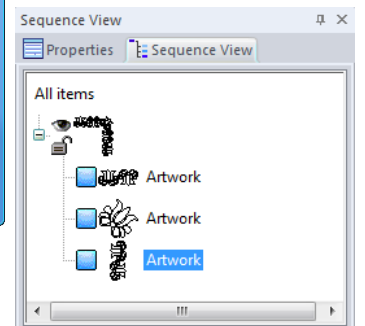 Sequence View
Properties Sequence View
All items
Artwork
Artwork
Artwork